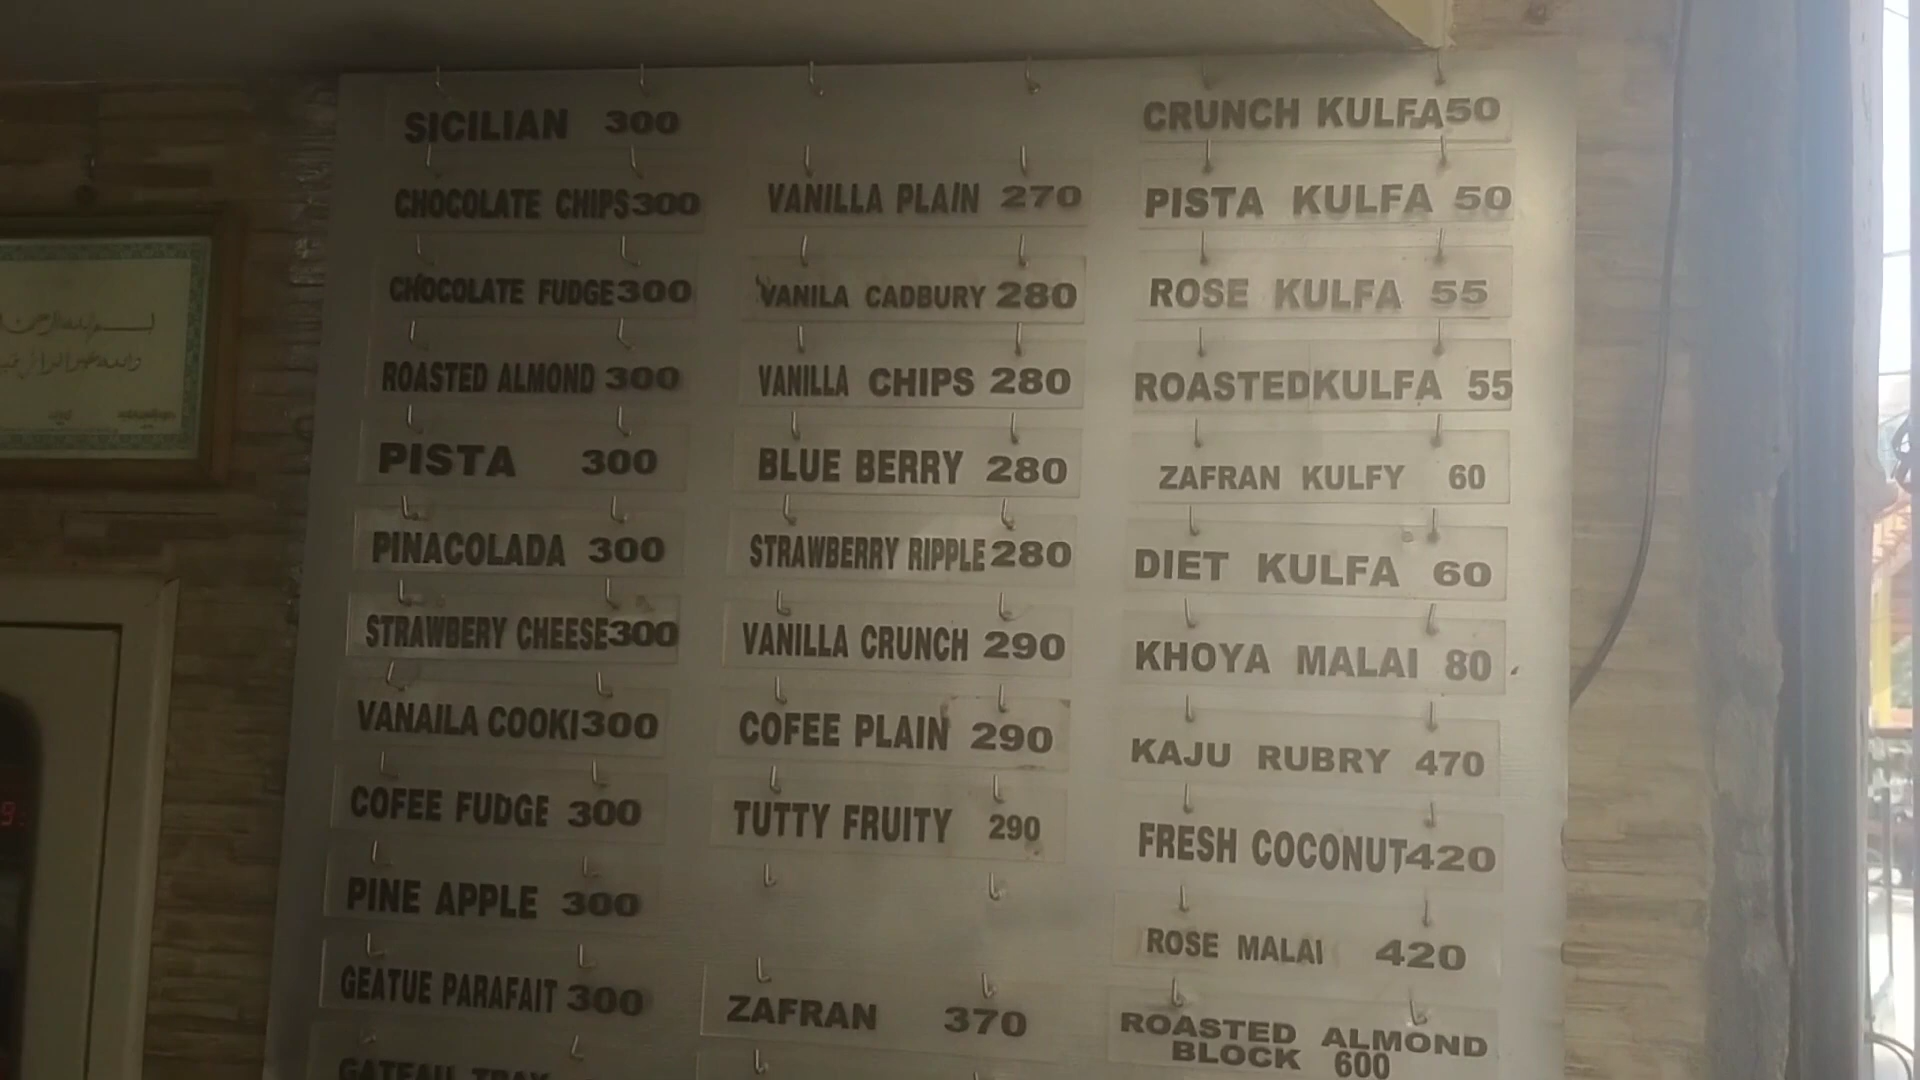 SICILIAN 300
CHOCOLATE CHIPS 300
CHOCOLATE FUDGE 300
ROASTED ALMOND 300
PISTA 300
PINACOLADA 300
STRAWBERY CHEESE 300
VANAILA COOKI 300
COFEE FUDGE 300
PINE APPLE 300
GEATUE PARAFAIT 300
GATEAU TRAY
VANILLA PLAIN 270
VANILA CADBURY 280
VANILLA CHIPS 280
BLUE BERRY 280
STRAWBERRY RIPPLE 280
VANILLA CRUNCH 290
COFEE PLAIN 290
TUTTY FRUITY 290
ZAFRAN 370
CRUNCH KULFA 50
PISTA KULFA 50
ROSE KULFA 55
ROASTED KULFA 55
ZAFRAN KULFY 60
DIET KULFA 60
KHOYA MALAI 80
KAJU RUBRY 470
FRESH COCONUT 420
ROSE MALAI 420
ROASTED ALMOND
BLOCK 600